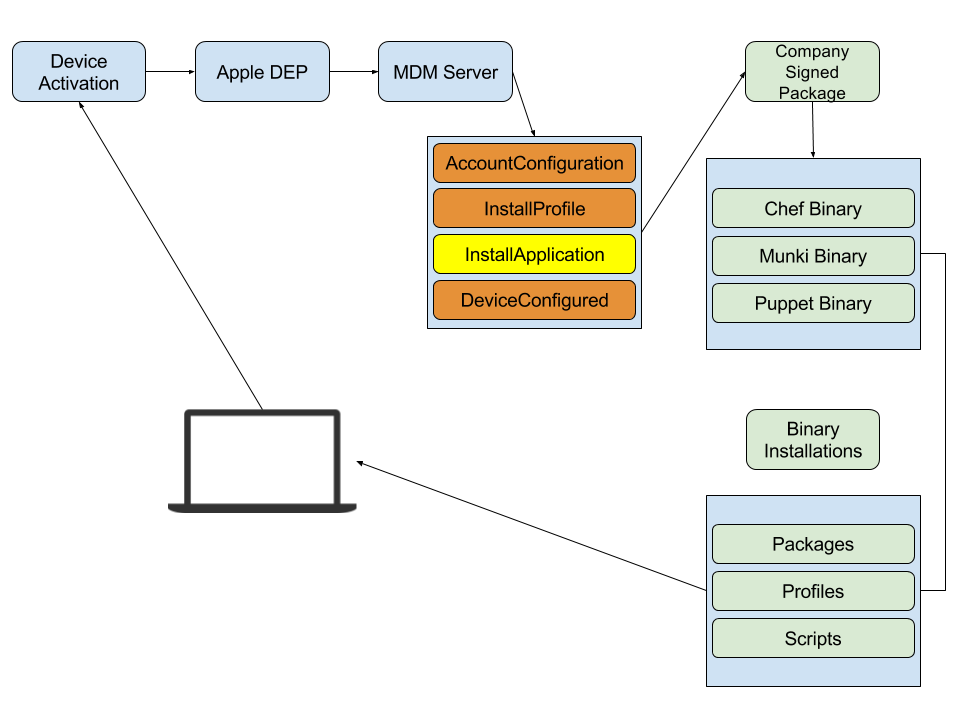 Device
Activation
Apple DEP
MDM Server
Company
Signed
Package
AccountConfiguration
InstallProfile
InstallApplication
DeviceConfigured
Chef Binary
Munki Binary
Puppet Binary
Binary
Installations
Packages
Profiles
Scripts